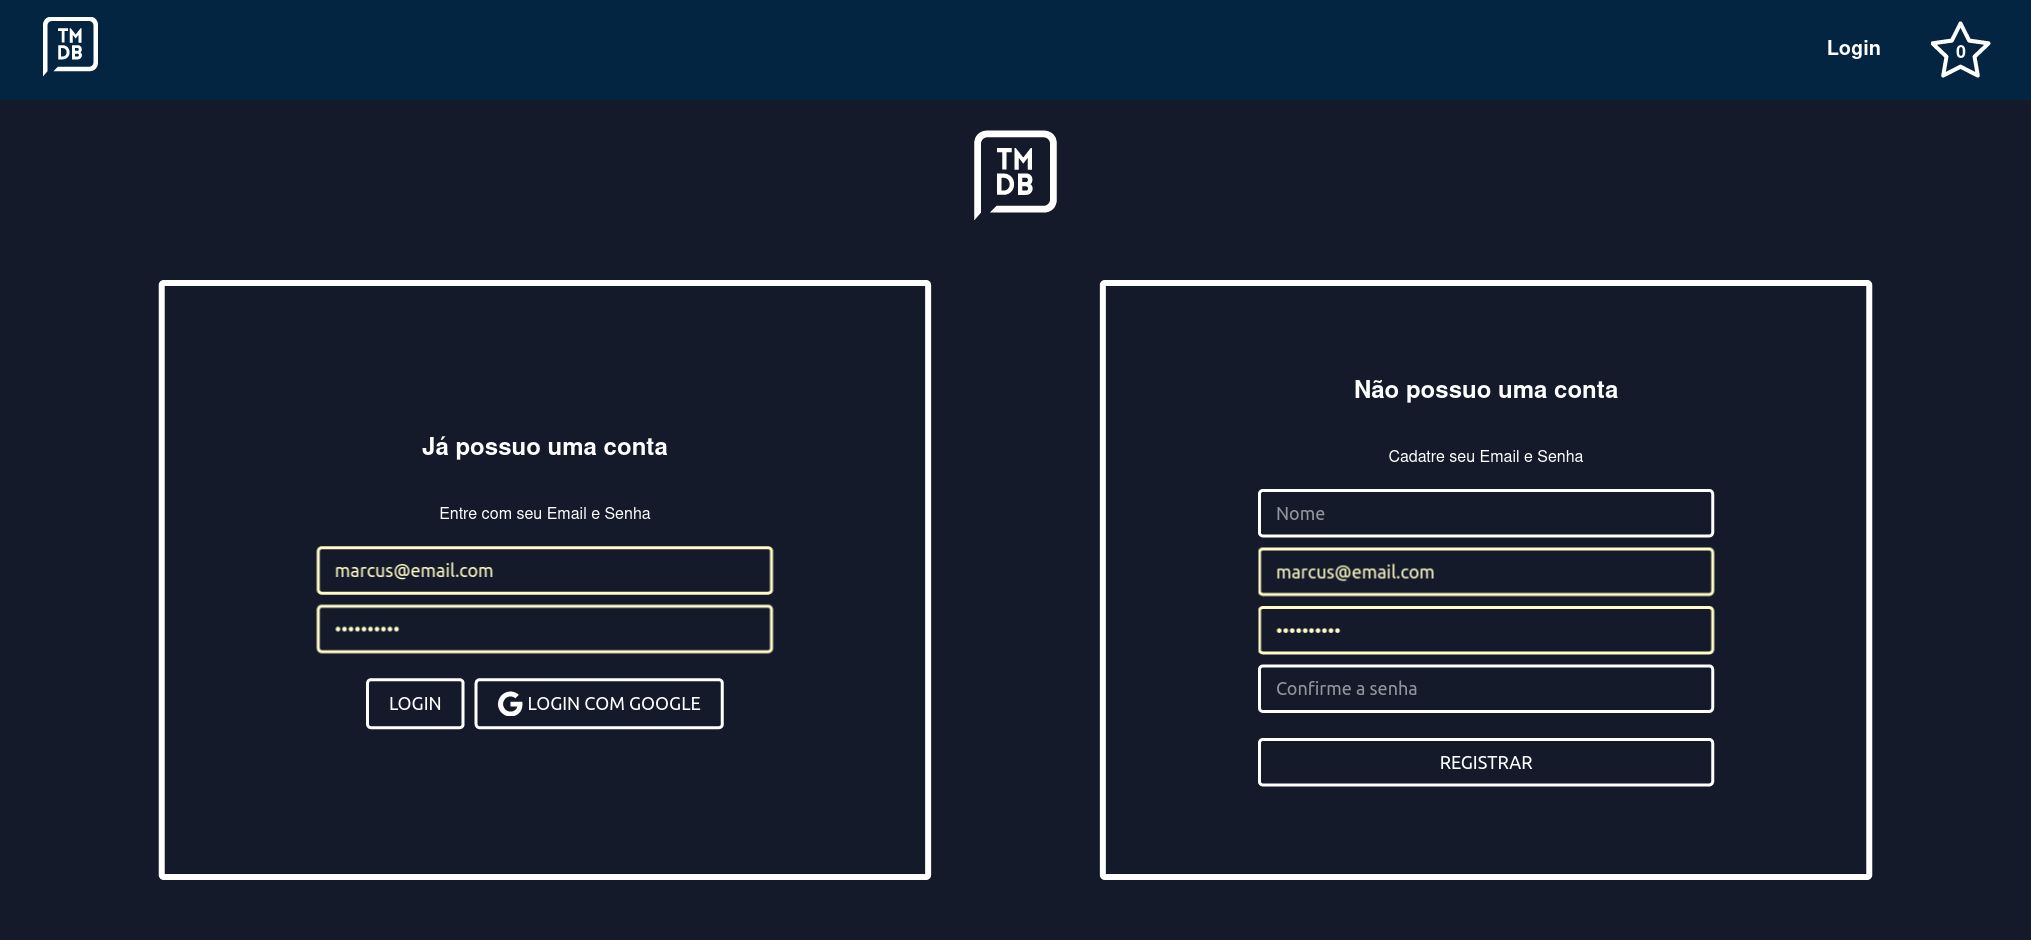 TM
DB
Login
0
TM
DB
Já possuo uma conta
Entre com seu Email e Senha
marcus@email.com
••••••••••
LOGIN
LOGIN COM GOOGLE
Não possuo uma conta
Cadatre seu Email e Senha
Nome
marcus@email.com
••••••••••
Confirme a senha
REGISTRAR